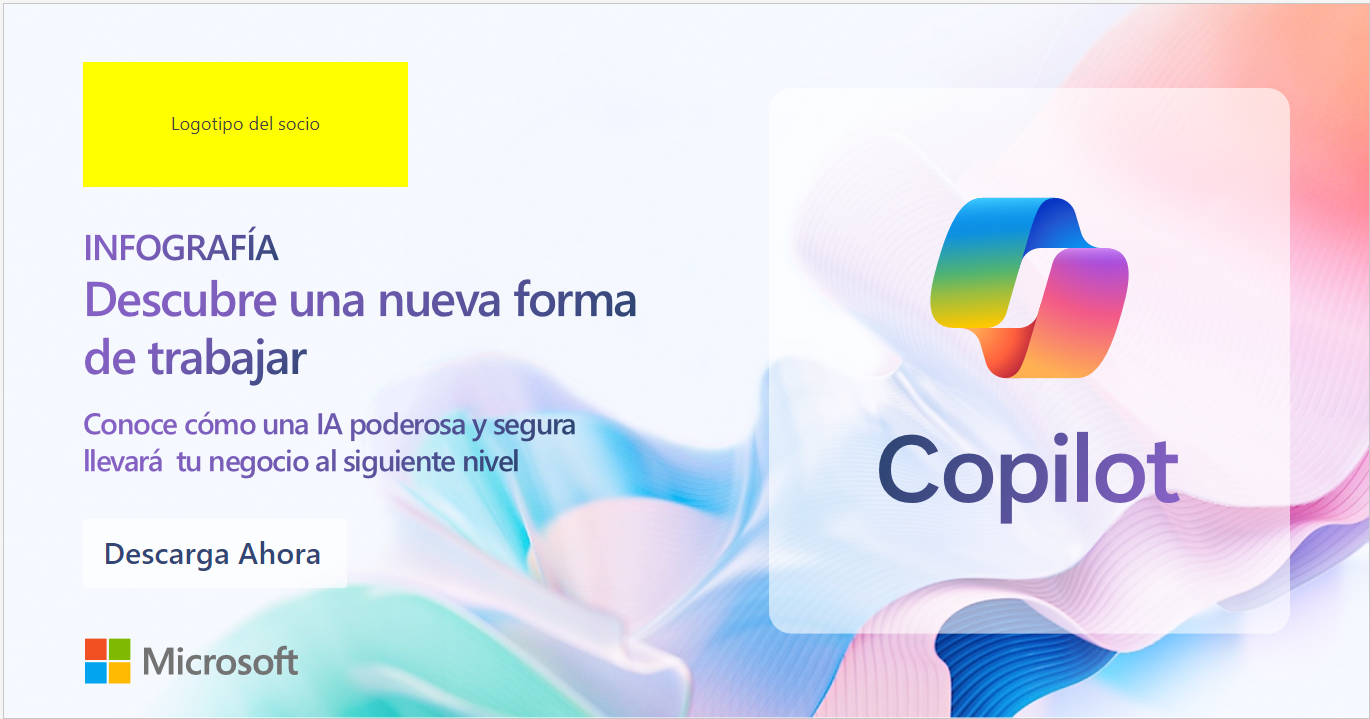 Logotipo del socio
INFOGRAFÍA
Descubre una nueva forma
de trabajar
Conoce cómo una IA poderosa y segura
llevará  tu negocio al siguiente nivel
Descarga Ahora
Microsoft
Copilot